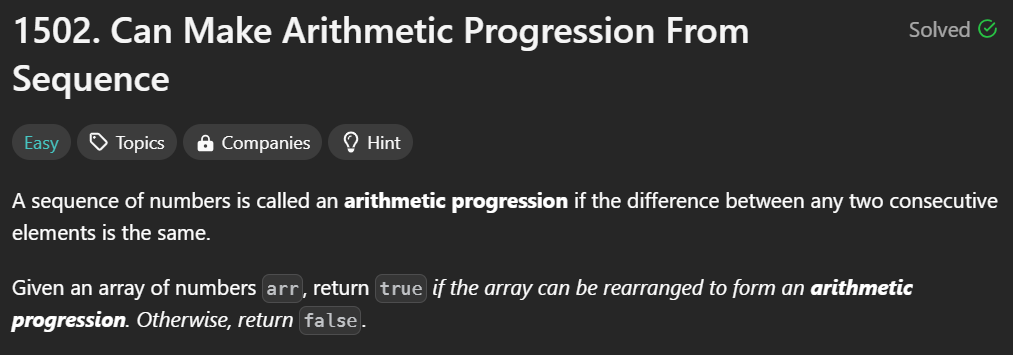 1502. Can Make Arithmetic Progression From
Sequence
Solved
Easy
Topics
Companies
Hint
A sequence of numbers is called an arithmetic progression if the difference between any two consecutive
elements is the same.
Given an array of numbers arr, return true if the array can be rearranged to form an arithmetic
progression. Otherwise, return false.